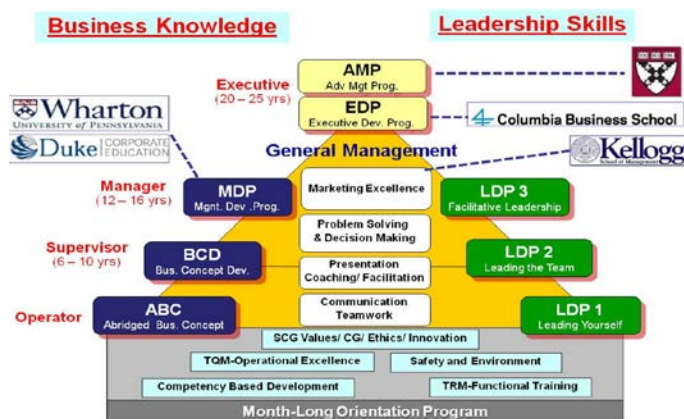 Business Knowledge
Leadership Skills
AMP
Adv Mgt Prog.
Executive
(20 – 25 yrs)
EDP
Executive Dev. Prog.
Wharton
UNIVERSITY OF PENNSYLVANIA
Duke CORPORATE
EDUCATION
Columbia Business School
General Management
Kellogg
School of Management
Manager
(12 – 16 yrs)
MDP
Mgnt. Dev .Prog.
Marketing Excellence
LDP 3
Facilitative Leadership
Problem Solving
& Decision Making
Supervisor
(6 – 10 yrs)
BCD
Bus. Concept Dev.
Presentation
Coaching/ Facilitation
LDP 2
Leading the Team
Operator
ABC
Abridged Bus. Concept
Communication
Teamwork
LDP 1
Leading Yourself
SCG Values/ CG/ Ethics/ Innovation
TQM-Operational Excellence
Safety and Environment
Competency Based Development
TRM-Functional Training
Month-Long Orientation Program